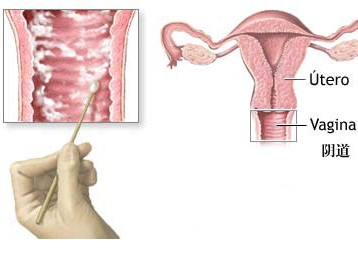 Útero
Vagina
阴道